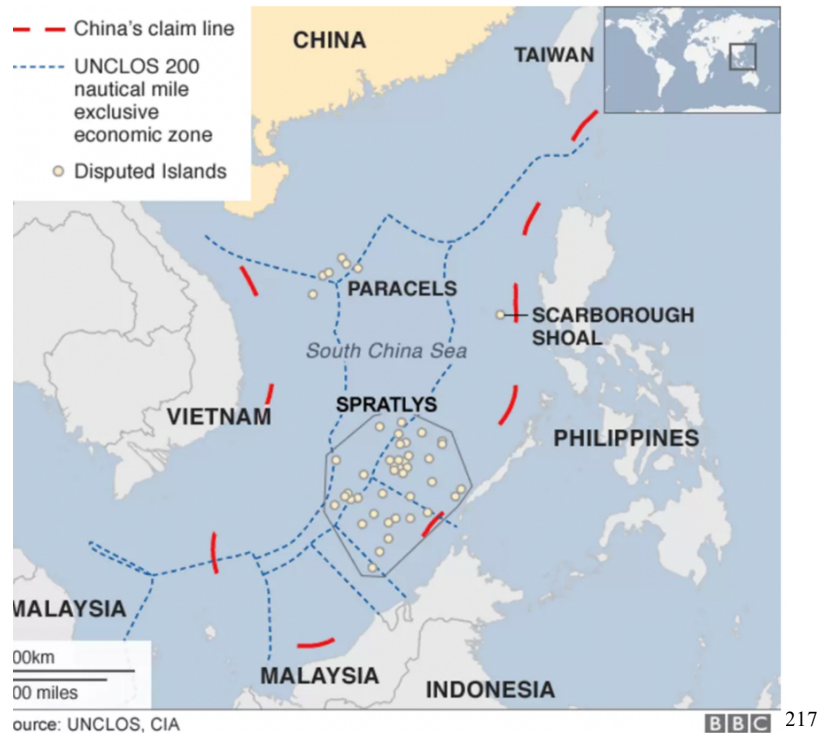 China's claim line
UNCLOS 200
nautical mile
exclusive
economic zone
Disputed Islands
CHINA
TAIWAN
PARACELS
SCARBOROUGH
SHOAL
South China Sea
SPRATLYS
VIETNAM
PHILIPPINES
MALAYSIA
00km
00 miles
MALAYSIA
INDONESIA
ource: UNCLOS, CIA
BBC
217